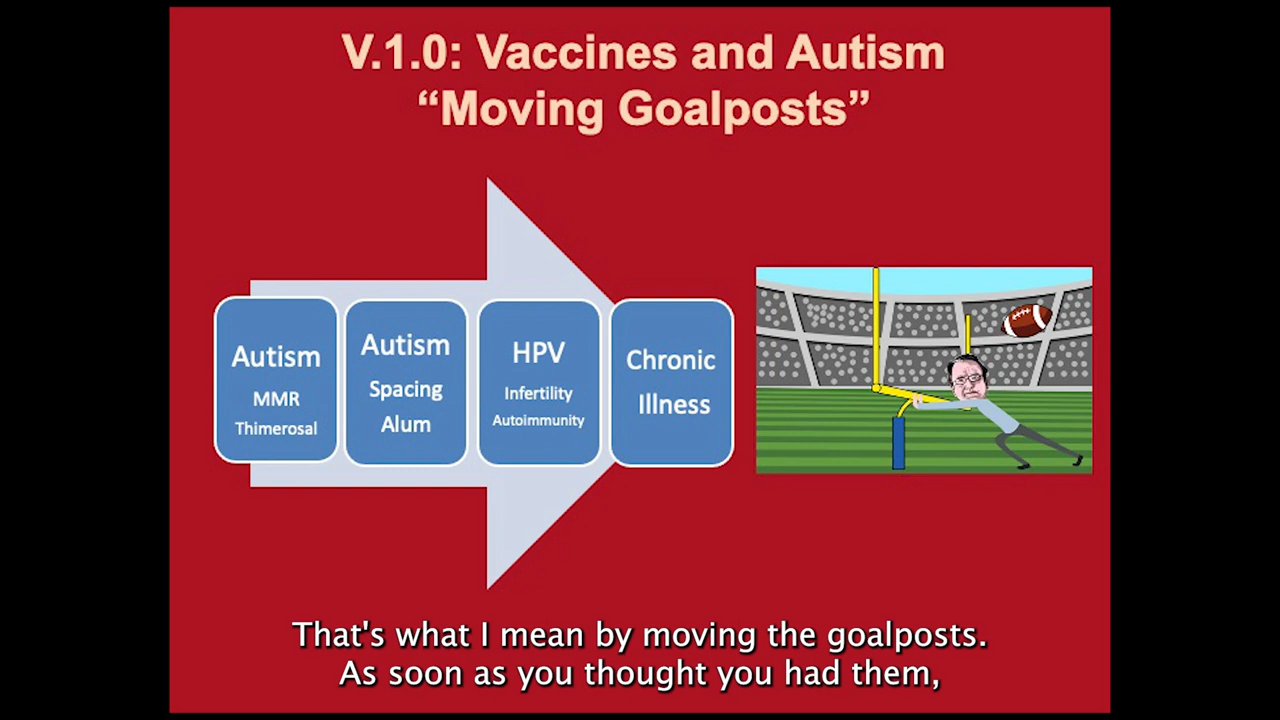 V.1.0: Vaccines and Autism
“Moving Goalposts”
Autism
MMR
Thimerosal
Autism
Spacing
Alum
HPV
Infertility
Autoimmunity
Chronic
Illness
That's what I mean by moving the goalposts.
As soon as you thought you had them,